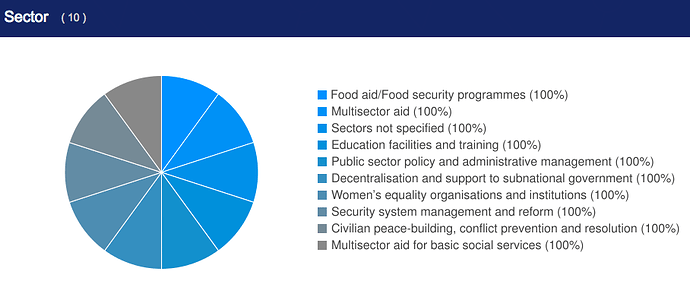 Sector ( 10 )
Food aid/Food security programmes (100%)
Multisector aid (100%)
Sectors not specified (100%)
Education facilities and training (100%)
Public sector policy and administrative management (100%)
Decentralisation and support to subnational government (100%)
Women's equality organisations and institutions (100%)
Security system management and reform (100%)
Civilian peace-building, conflict prevention and resolution (100%)
Multisector aid for basic social services (100%)